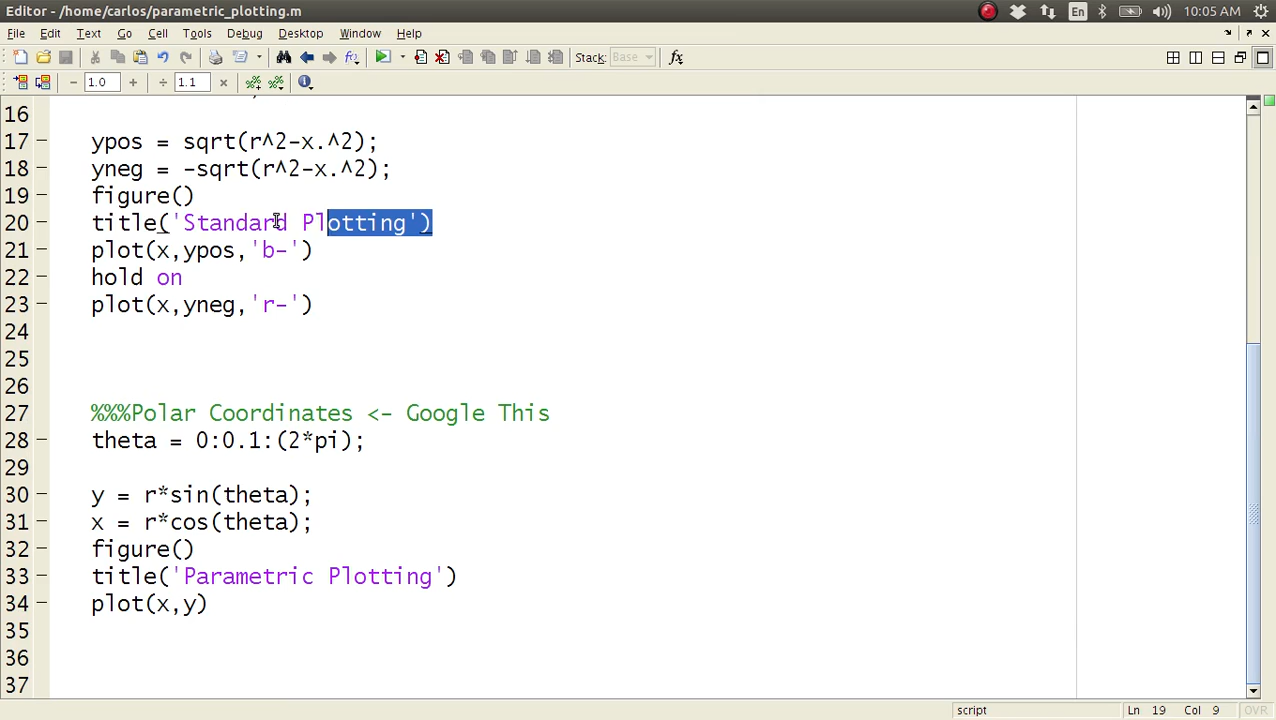 Editor - /home/carlos/parametric_plotting.m
En
10:05 AM
File Edit Text Go Cell Tools Debug Desktop Window Help
Stack: Base fx
- 1.0 + ÷ 1.1 ×
16
17 - ypos = sqrt(r^2-x.^2);
18 - yneg = -sqrt(r^2-x.^2);
19 - figure()
20 - title('Standard Plotting')
21 - plot(x,ypos,'b-')
22 - hold on
23 - plot(x,yneg,'r-')
24
25
26
27 %%%Polar Coordinates <- Google This
28 - theta = 0:0.1:(2*pi);
29
30 - y = r*sin(theta);
31 - x = r*cos(theta);
32 - figure()
33 - title('Parametric Plotting')
34 - plot(x,y)
35
36
37
script Ln 19 Col 9 OVR